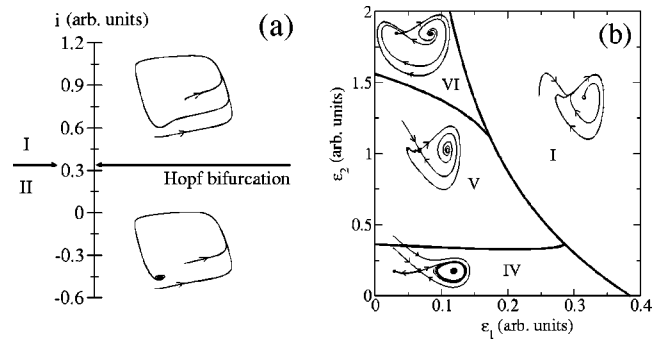 i (arb. units)
(a)
1.2
0.9
0.6
0.3
0
-0.3
-0.6
I
II
Hopf bifurcation
(b)
ε₂ (arb. units)
2
1.5
1
0.5
0
VI
V
I
IV
0 0.1 0.2 0.3 0.4
ε₁ (arb. units)